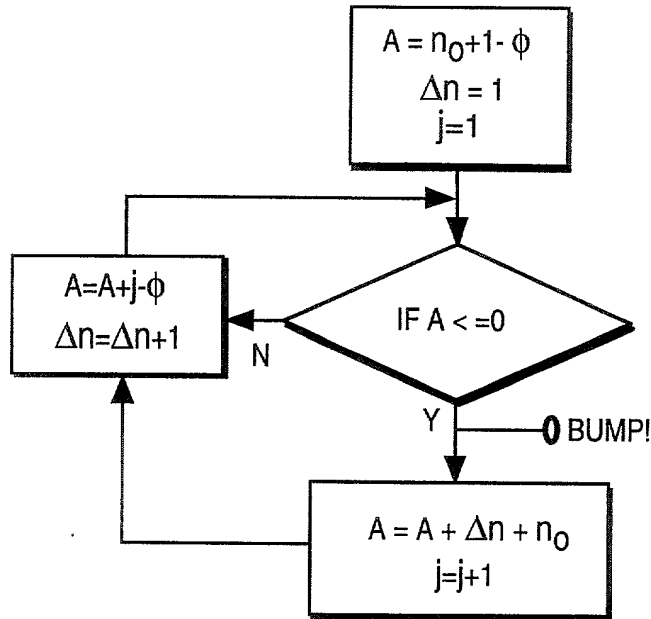 A = n₀+1-ϕ
Δn = 1
j=1
A=A+j-ϕ
Δn=Δn+1
IF A < =0
N
Y
BUMP!
A = A + Δn + n₀
j=j+1